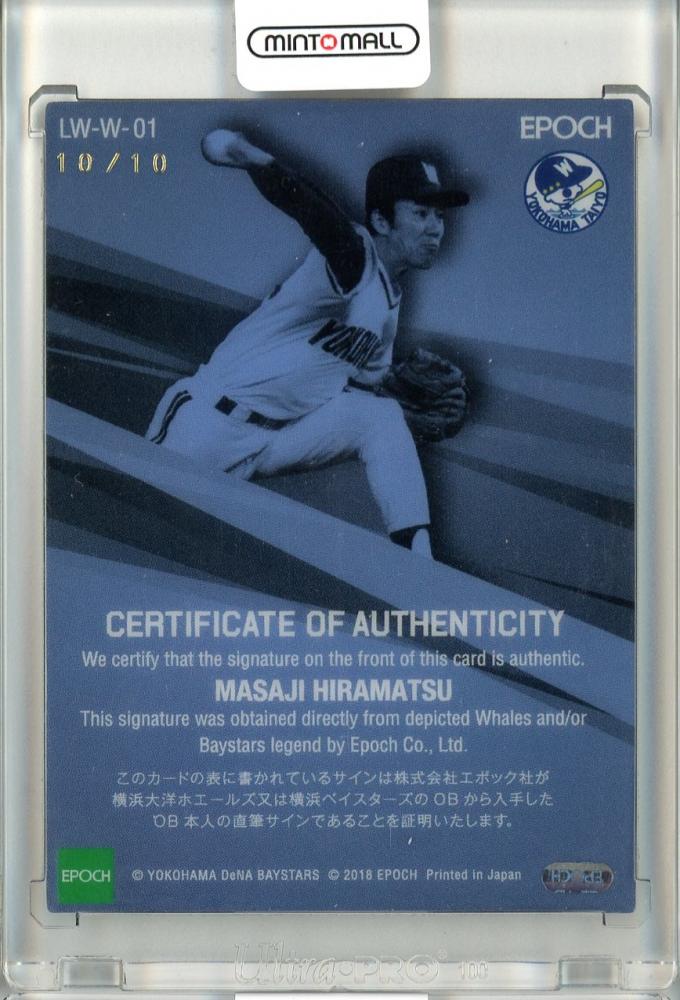 MINTOMALL
LW-W-01
EPOCH
10/10
W
YOKOHAMA TAIYO
W
YOKOHA
CERTIFICATE OF AUTHENTICITY
We certify that the signature on the front of this card is authentic.
MASAJI HIRAMATSU
This signature was obtained directly from depicted Whales and/or
Baystars legend by Epoch Co., Ltd.
このカードの表に書かれているサインは株式会社エポック社が
横浜大洋ホエールズ又は横浜ベイスターズのOBから入手した
OB本人の直筆サインであることを証明いたします。
EPOCH
© YOKOHAMA DeNA BAYSTARS © 2018 EPOCH Printed in Japan
Ultra·PRO 100